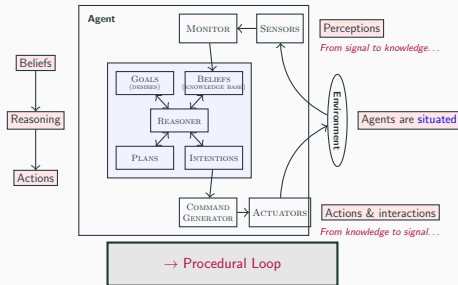 Agent
Monitor
Sensors
Perceptions
From signal to knowledge...
Beliefs
Goals
(desires)
Beliefs
(knowledge base)
Environment
Reasoning
Reasoner
Agents are situated
Plans
Intentions
Actions
Command
Generator
Actuators
Actions & interactions
From knowledge to signal...
→ Procedural Loop